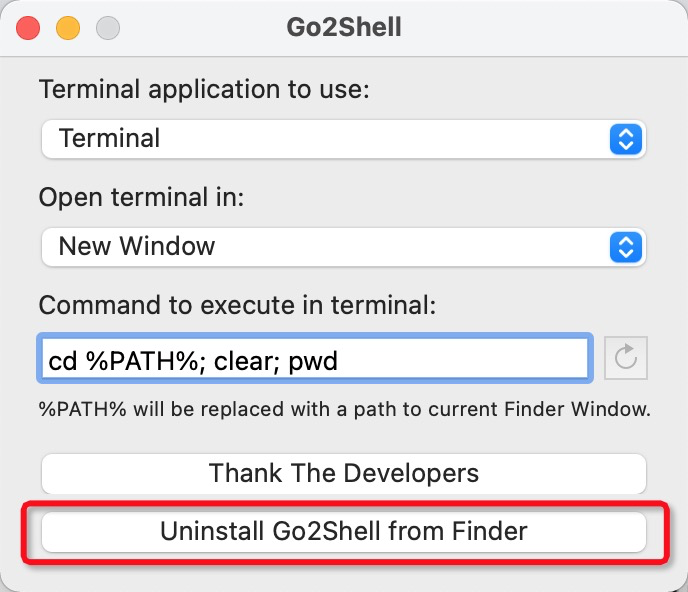 Go2Shell
Terminal application to use:
Terminal
Open terminal in:
New Window
Command to execute in terminal:
cd %PATH%; clear; pwd
%PATH% will be replaced with a path to current Finder Window.
Thank The Developers
Uninstall Go2Shell from Finder